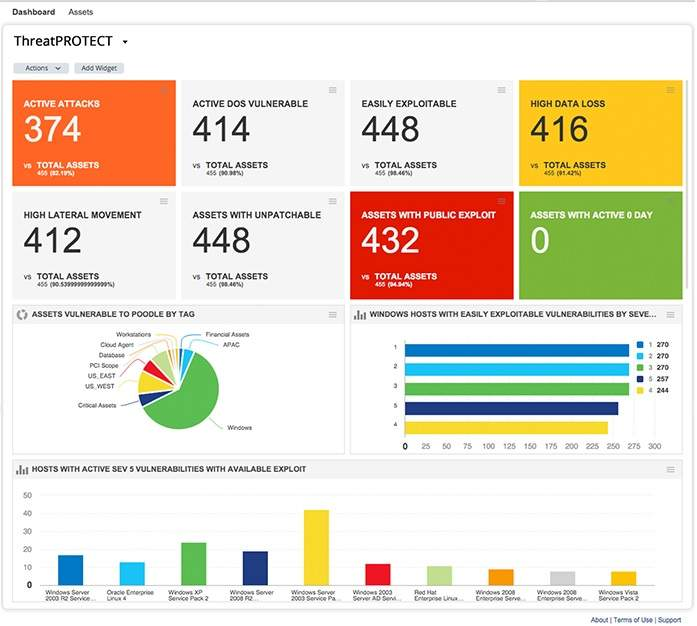 Dashboard Assets
ThreatPROTECT
Actions Add Widget
ACTIVE ATTACKS
374
vs TOTAL ASSETS
455 (82.19%)
ACTIVE DOS VULNERABLE
414
vs TOTAL ASSETS
455 (90.98%)
EASILY EXPLOITABLE
448
vs TOTAL ASSETS
455 (98.46%)
HIGH DATA LOSS
416
vs TOTAL ASSETS
455 (91.42%)
HIGH LATERAL MOVEMENT
412
vs TOTAL ASSETS
455 (90.53999999999999%)
ASSETS WITH UNPATCHABLE
448
vs TOTAL ASSETS
455 (98.46%)
ASSETS WITH PUBLIC EXPLOIT
432
vs TOTAL ASSETS
455 (94.94%)
ASSETS WITH ACTIVE 0 DAY
0
ASSETS VULNERABLE TO POODLE BY TAG
Workstations
Cloud Agent
Database
PCI Scope
US_EAST
US_WEST
Critical Assets
Financial Assets
APAC
Windows
WINDOWS HOSTS WITH EASILY EXPLOITABLE VULNERABILITIES BY SEVE...
1
2
3
5
4
0 25 50 75 100 125 150 175 200 225 250 275 300
1 270
2 270
3 270
5 257
4 244
HOSTS WITH ACTIVE SEV 5 VULNERABILITIES WITH AVAILABLE EXPLOIT
50
40
30
20
10
0
Windows Server
2003 R2 Service...
Oracle Enterprise
Linux 4
Windows XP
Service Pack 2
Windows Server
2008 R2...
Windows Server
2003 Service Pa...
Windows 2003
Server AD Servi...
Red Hat
Enterprise Linux...
Windows 2008
Enterprise Serve...
Windows 2008
Enterprise Serve...
Windows Vista
Service Pack 2
About | Terms of Use | Support